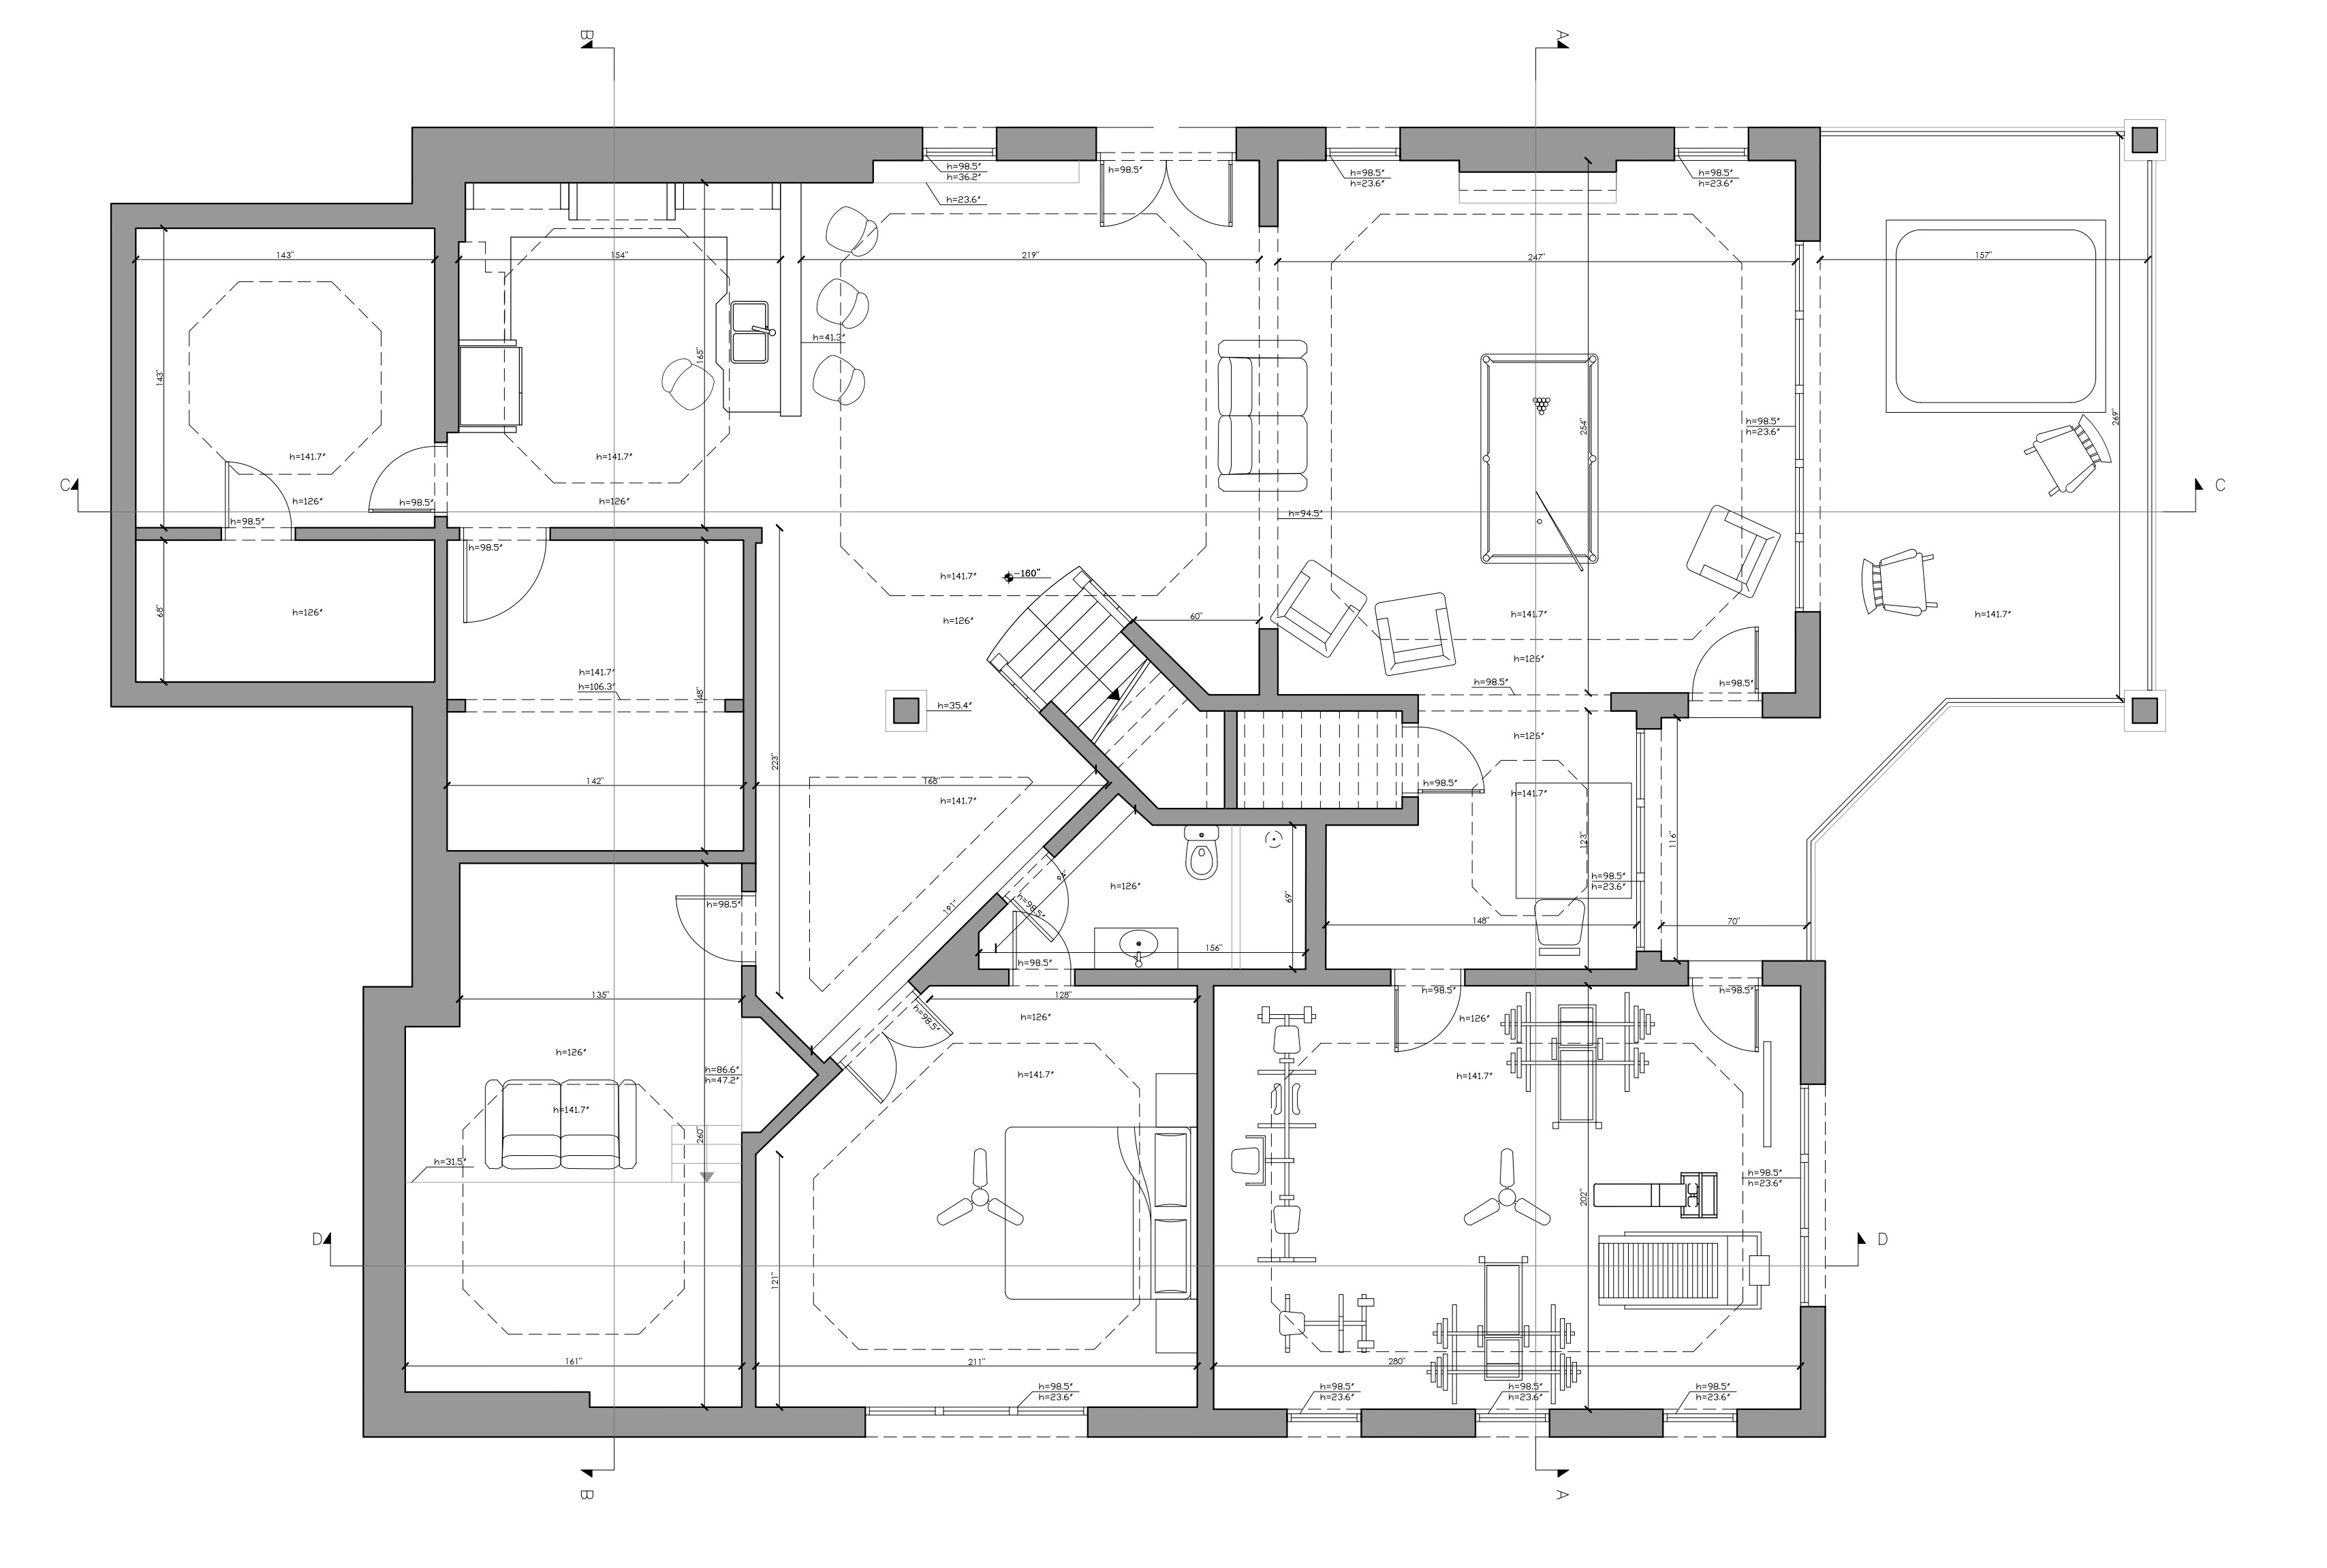 B
A
h=98.5"
h=36.2"
h=23.6"
h=98.5"
h=98.5"
h=23.6"
h=98.5"
h=23.6"
143"
154"
219"
247"
157"
h=41.3"
143"
165"
254"
h=98.5"
h=23.6"
269"
h=141.7"
h=141.7"
C
C
h=126"
h=98.5"
h=126"
h=98.5"
h=94.5"
h=98.5"
h=141.7"
-160"
68"
h=126"
h=126"
60"
h=141.7"
h=141.7"
h=126"
h=141.7"
h=106.3"
148"
h=98.5"
h=98.5"
h=35.4"
h=126"
223"
142"
168"
h=141.7"
h=98.5"
h=141.7"
123"
116"
94"
h=126"
69"
h=98.5"
h=23.6"
h=98.5"
191"
h=98.5"
148"
70"
156"
h=98.5"
135"
128"
h=98.5"
h=98.5"
h=98.5"
h=126"
h=126"
h=126"
h=86.6"
h=47.2"
h=141.7"
h=141.7"
h=141.7"
260"
h=31.5"
h=98.5"
h=23.6"
202"
D
D
121"
161"
211"
280"
h=98.5"
h=23.6"
h=98.5"
h=23.6"
h=98.5"
h=23.6"
h=98.5"
h=23.6"
B
A